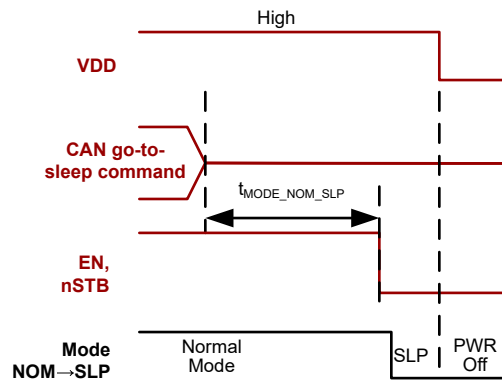 High
VDD
CAN go-to-
sleep command
tMODE_NOM_SLP
EN,
nSTB
Mode
NOM→SLP
Normal
Mode
SLP
PWR
Off